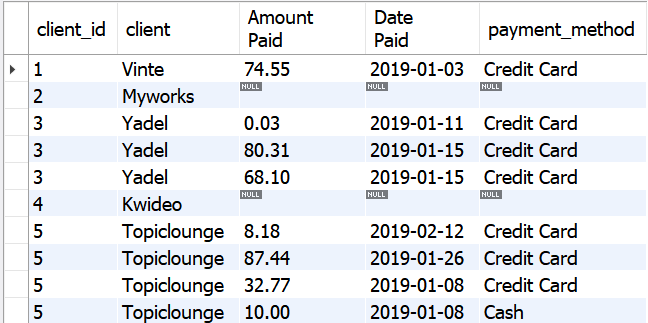 client_id client Amount Paid Date Paid payment_method
1 Vinte 74.55 2019-01-03 Credit Card
2 Myworks NULL NULL NULL
3 Yadel 0.03 2019-01-11 Credit Card
3 Yadel 80.31 2019-01-15 Credit Card
3 Yadel 68.10 2019-01-15 Credit Card
4 Kwideo NULL NULL NULL
5 Topiclounge 8.18 2019-02-12 Credit Card
5 Topiclounge 87.44 2019-01-26 Credit Card
5 Topiclounge 32.77 2019-01-08 Credit Card
5 Topiclounge 10.00 2019-01-08 Cash